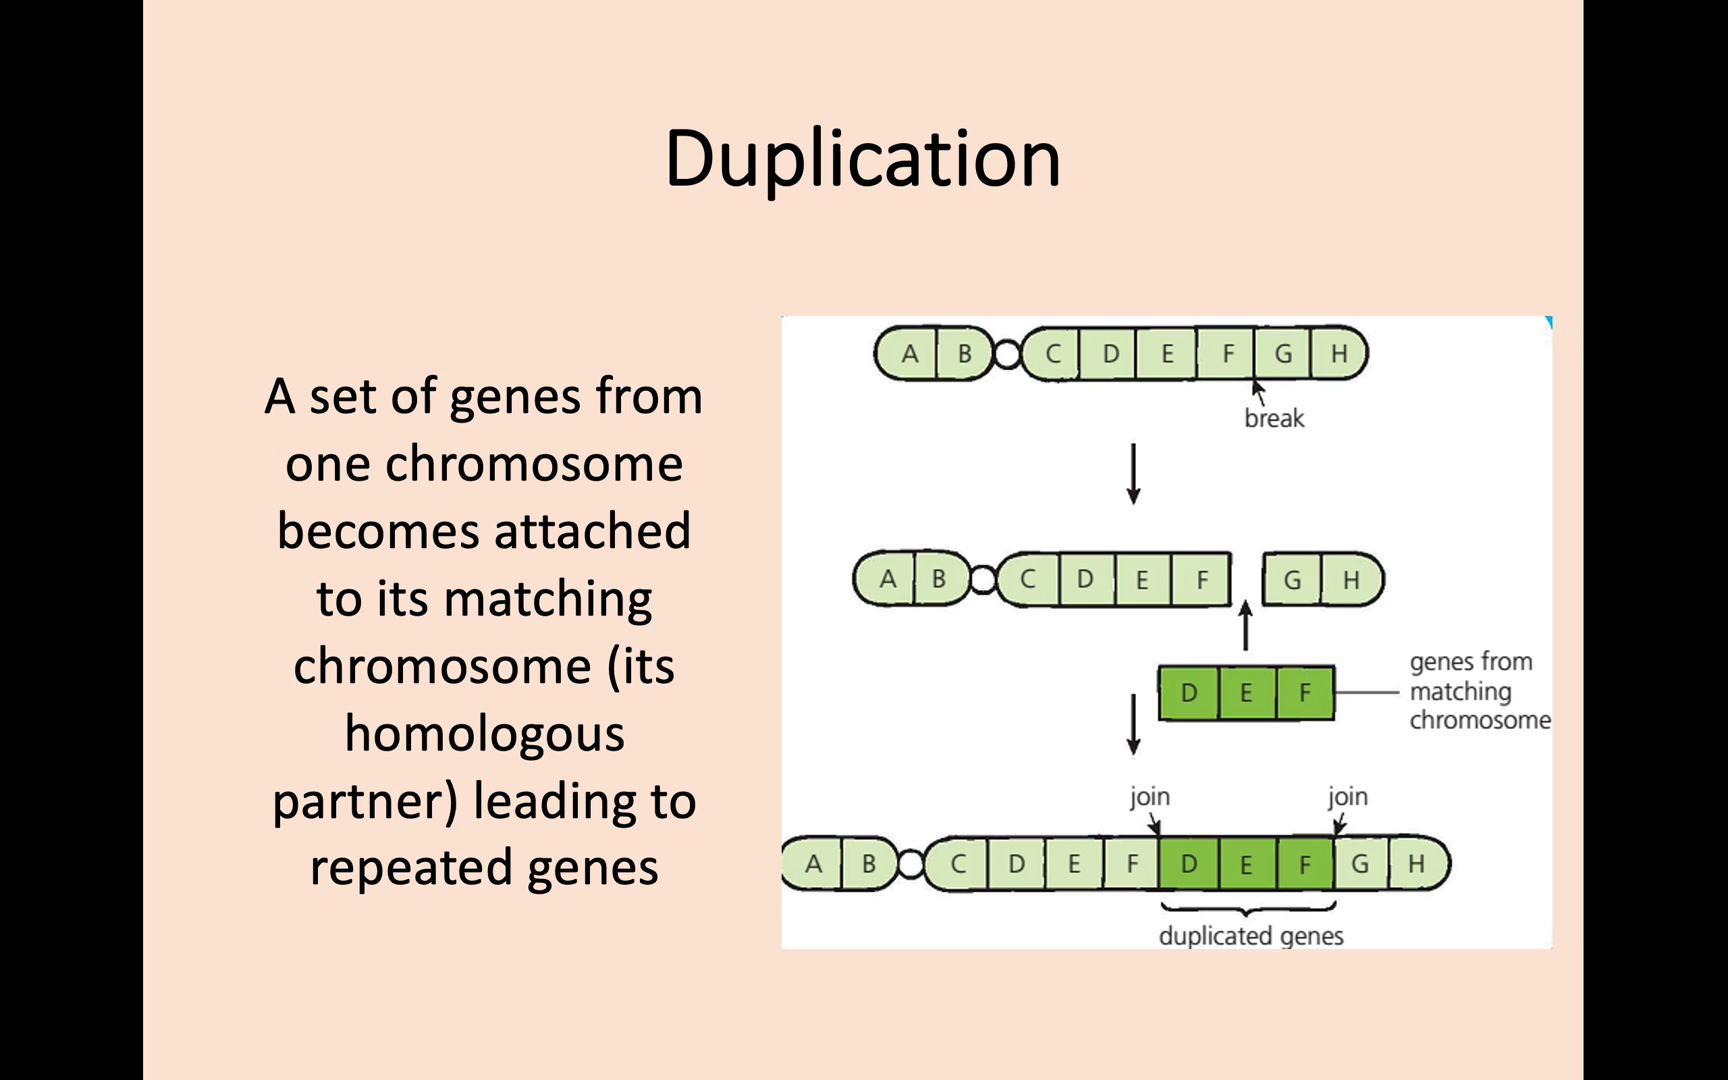 Duplication
A set of genes from
one chromosome
becomes attached
to its matching
chromosome (its
homologous
partner) leading to
repeated genes
A B C D E F G H
break
A B C D E F G H
D E F
genes from
matching
chromosome
join join
A B C D E F D E F G H
duplicated genes